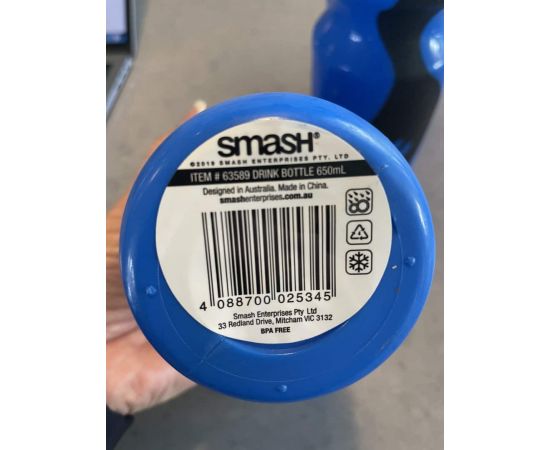 smasH®
©2015 SMASH ENTERPRISES PTY. LTD
ITEM # 63589 DRINK BOTTLE 650mL
Designed in Australia. Made in China.
smashenterprises.com.au
4 088700 025345
Smash Enterprises Pty Ltd
33 Redland Drive, Mitcham VIC 3132
BPA FREE